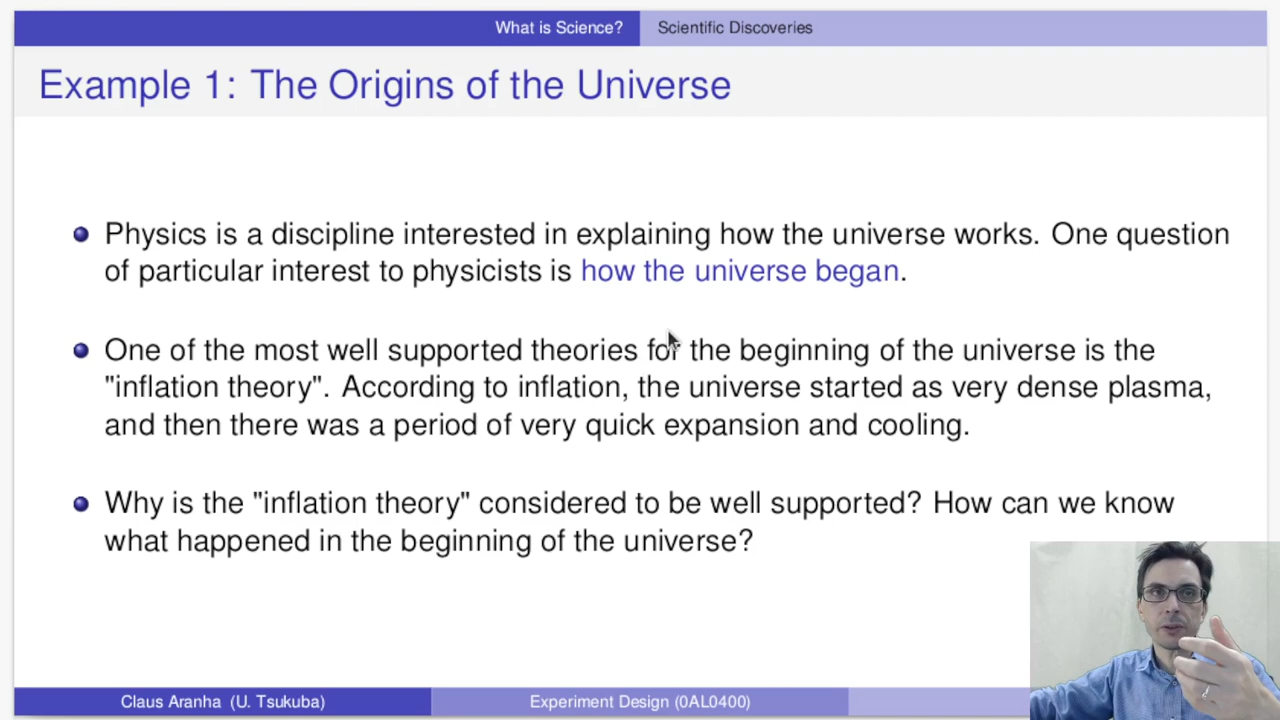 What is Science?
Scientific Discoveries
Example 1: The Origins of the Universe
Physics is a discipline interested in explaining how the universe works. One question
of particular interest to physicists is how the universe began.
One of the most well supported theories for the beginning of the universe is the
"inflation theory". According to inflation, the universe started as very dense plasma,
and then there was a period of very quick expansion and cooling.
Why is the "inflation theory" considered to be well supported? How can we know
what happened in the beginning of the universe?
Claus Aranha (U. Tsukuba)
Experiment Design (0AL0400)